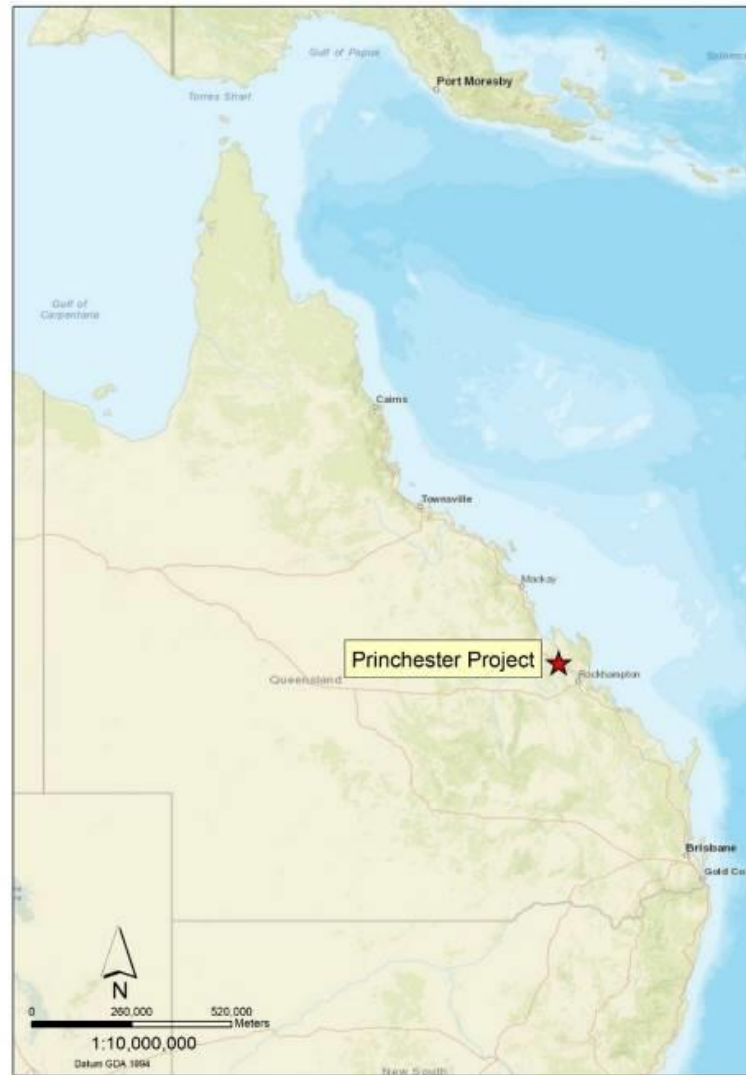 Gulf of Papua
Port Moresby
Torres Strait
Gulf of
Carpentaria
Cairns
Townsville
Mackay
Princhester Project
Rockhampton
Queensland
Brisbane
Gold Co
N
0 260,000 520,000
Meters
1:10,000,000
Datum GDA 1994
New South